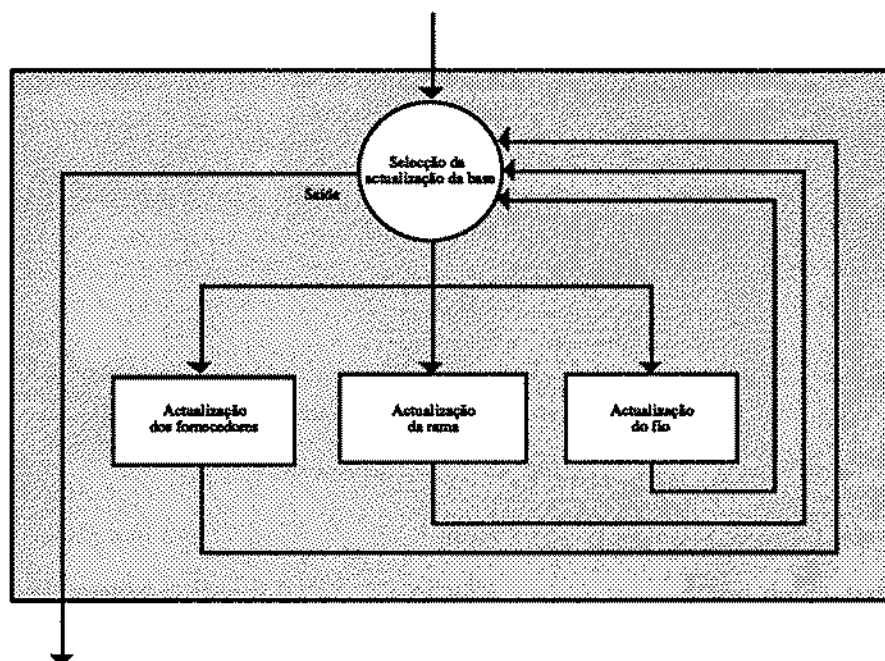 Selecção da
actualização da base
Saída
Actualização
dos fornecedores
Actualização
da rama
Actualização
do fio